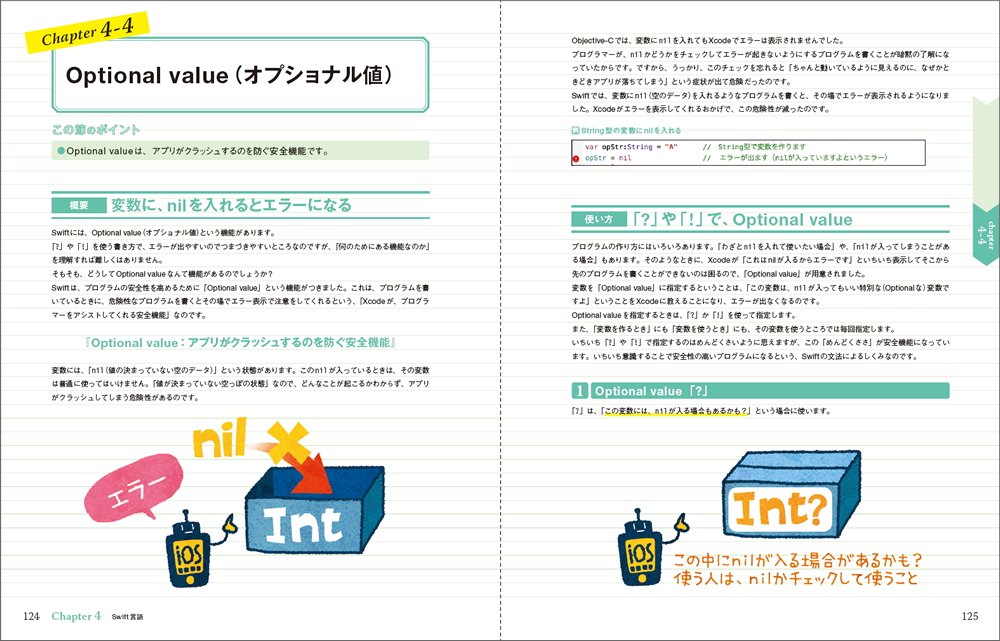 Chapter 4-4
Optional value（オプショナル値）
この節のポイント
●Optional valueは、アプリがクラッシュするのを防ぐ安全機能です。
概要 変数に、nilを入れるとエラーになる
Swiftには、Optional value（オプショナル値）という機能があります。
「?」や「!」を使う書き方で、エラーが出やすいのでつまづきやすいところなのですが、「何のためにある機能なのか」
を理解すれば難しくはありません。
そもそも、どうしてOptional valueなんて機能があるのでしょうか？
Swiftは、プログラムの安全性を高めるために「Optional value」という機能がつきました。これは、プログラムを書
いているときに、危険性なプログラムを書くとその場でエラー表示で注意をしてくれるという、「Xcodeが、プログラ
マーをアシストしてくれる安全機能」なのです。
『Optional value：アプリがクラッシュするのを防ぐ安全機能』
変数には、「nil（値の決まっていない空のデータ）」という状態があります。このnilが入っているときは、その変数
は普通に使ってはいけません。「値が決まっていない空っぽの状態」なので、どんなことが起こるかわからず、アプリ
がクラッシュしてしまう危険性があるのです。
nil
エラー
Int
iOS
124 Chapter 4 Swift言語
Objective-Cでは、変数にnilを入れてもXcodeでエラーは表示されませんでした。
プログラマーが、nilかどうかをチェックしてエラーが起きないようにするプログラムを書くことが暗黙の了解にな
っていたからです。ですから、うっかり、このチェックを忘れると「ちゃんと動いているように見えるのに、なぜかと
きどきアプリが落ちてしまう」という症状が出て危険だったのです。
Swiftでは、変数にnil（空のデータ）を入れるようなプログラムを書くと、その場でエラーが表示されるようになりま
した。Xcodeがエラーを表示してくれるおかげで、この危険性が減ったのです。
String型の変数にnilを入れる
var opStr:String = "A" // String型で変数を作ります
opStr = nil // エラーが出ます（nilが入っていますよというエラー）
使い方 「?」や「!」で、Optional value
プログラムの作り方にはいろいろあります。「わざとnilを入れて使いたい場合」や、「nilが入ってしまうことがあ
る場合」もあります。そのようなときに、Xcodeが「これはnilが入るからエラーです」といちいち表示してそこから
先のプログラムを書くことができないのは困るので、「Optional value」が用意されました。
変数を「Optional value」に指定するということは、「この変数は、nilが入ってもいい特別な（Optionalな）変数で
すよ」ということをXcodeに教えることになり、エラーが出なくなるのです。
Optional valueを指定するときは、「?」か「!」を使って指定します。
また、「変数を作るとき」にも「変数を使うとき」にも、その変数を使うところでは毎回指定します。
いちいち「?」や「!」で指定するのはめんどくさいように思えますが、この「めんどくささ」が安全機能になってい
ます。いちいち意識することで安全性の高いプログラムになるという、Swiftの文法によるしくみなのです。
1 Optional value「?」
「?」は、「この変数には、nilが入る場合もあるかも？」という場合に使います。
Int?
iOS
この中にnilが入る場合があるかも？
使う人は、nilかチェックして使うこと
chapter
4-4
125